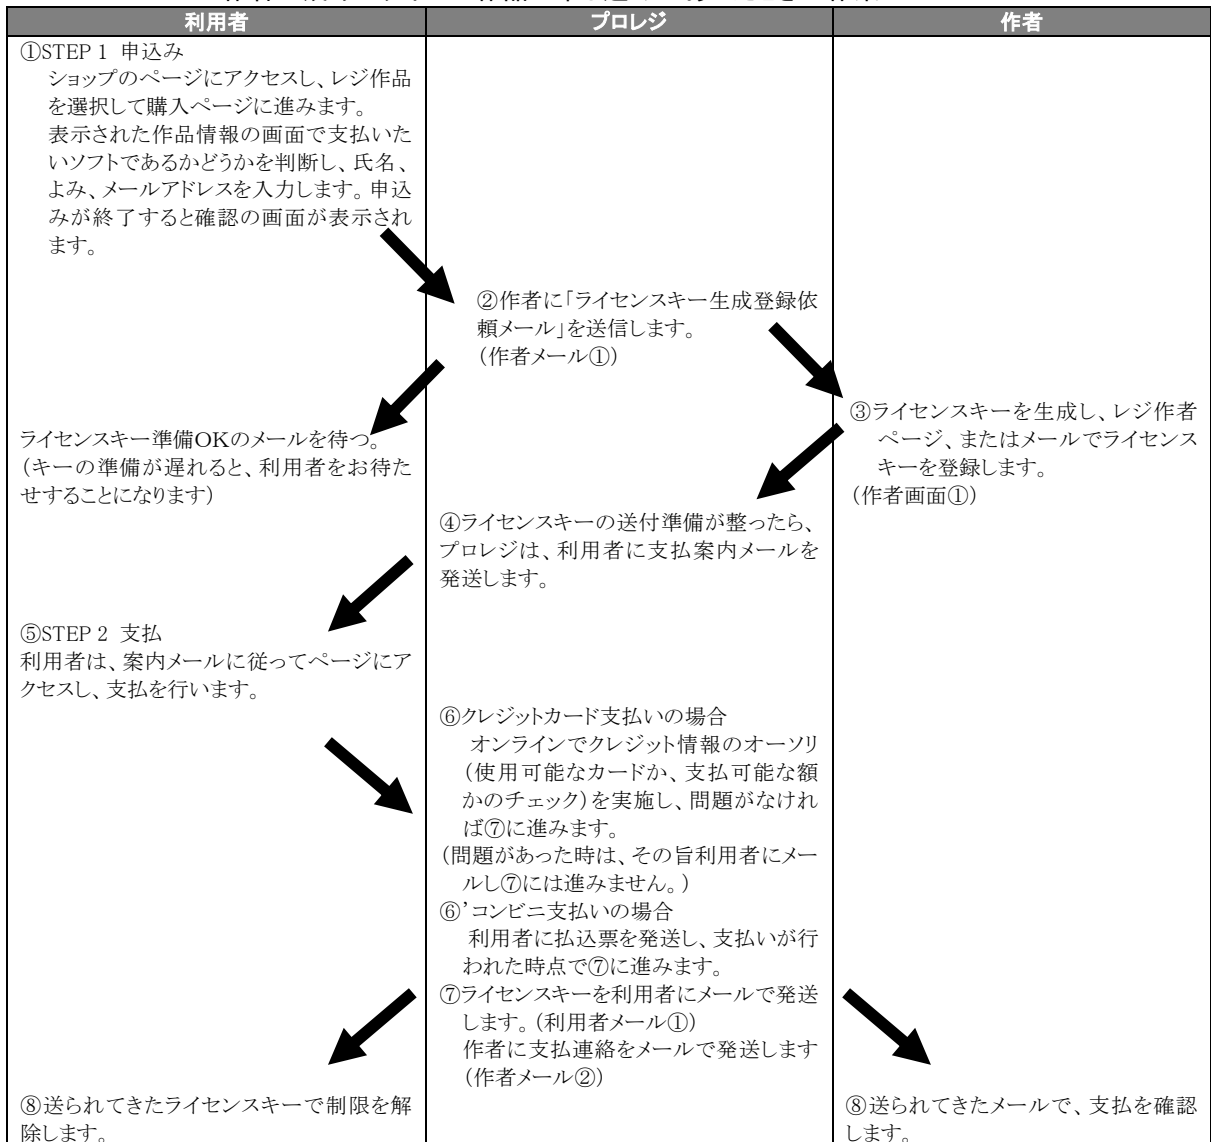 利用者
プロレジ
作者
①STEP 1 申込み
ショップのページにアクセスし、レジ作品
を選択して購入ページに進みます。
表示された作品情報の画面で支払いた
いソフトであるかどうかを判断し、氏名、
よみ、メールアドレスを入力します。申込
みが終了すると確認の画面が表示され
ます。
②作者に「ライセンスキー生成登録依
頼メール」を送信します。
(作者メール①)
③ライセンスキーを生成し、レジ作者
ページ、またはメールでライセンス
キーを登録します。
(作者画面①)
ライセンスキー準備OKのメールを待つ。
(キーの準備が遅れると、利用者をお待た
せすることになります)
④ライセンスキーの送付準備が整ったら、
プロレジは、利用者に支払案内メールを
発送します。
⑤STEP 2 支払
利用者は、案内メールに従ってページにア
クセスし、支払を行います。
⑥クレジットカード支払いの場合
オンラインでクレジット情報のオーソリ
(使用可能なカードか、支払可能な額
かのチェック)を実施し、問題がなけれ
ば⑦に進みます。
(問題があった時は、その旨利用者にメー
ルし⑦には進みません。)
⑥’コンビニ支払いの場合
利用者に払込票を発送し、支払いが行
われた時点で⑦に進みます。
⑦ライセンスキーを利用者にメールで発送
します。(利用者メール①)
作者に支払連絡をメールで発送します
(作者メール②)
⑧送られてきたライセンスキーで制限を解
除します。
⑧送られてきたメールで、支払を確認
します。